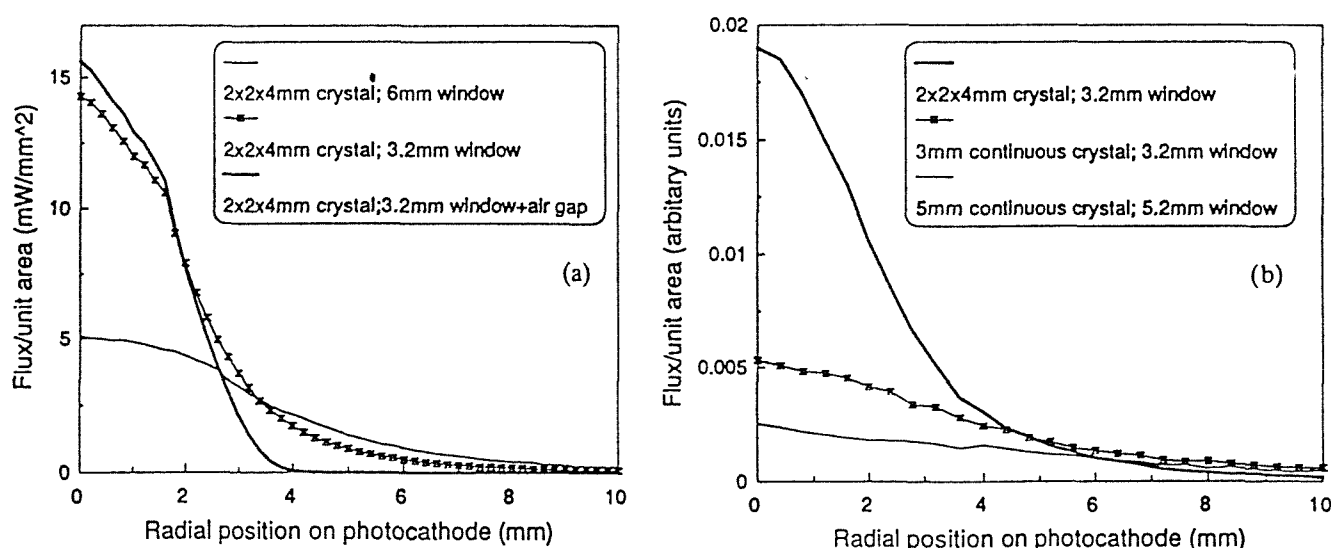 15
10
5
0
0
2
4
6
8
10
Flux/unit area (mW/mm^2)
2x2x4mm crystal; 6mm window
2x2x4mm crystal; 3.2mm window
2x2x4mm crystal;3.2mm window+air gap
(a)
Radial position on photocathode (mm)
0.02
0.015
0.01
0.005
0
0
2
4
6
8
10
Flux/unit area (arbitary units)
2x2x4mm crystal; 3.2mm window
3mm continuous crystal; 3.2mm window
5mm continuous crystal; 5.2mm window
(b)
Radial position on photocathode (mm)